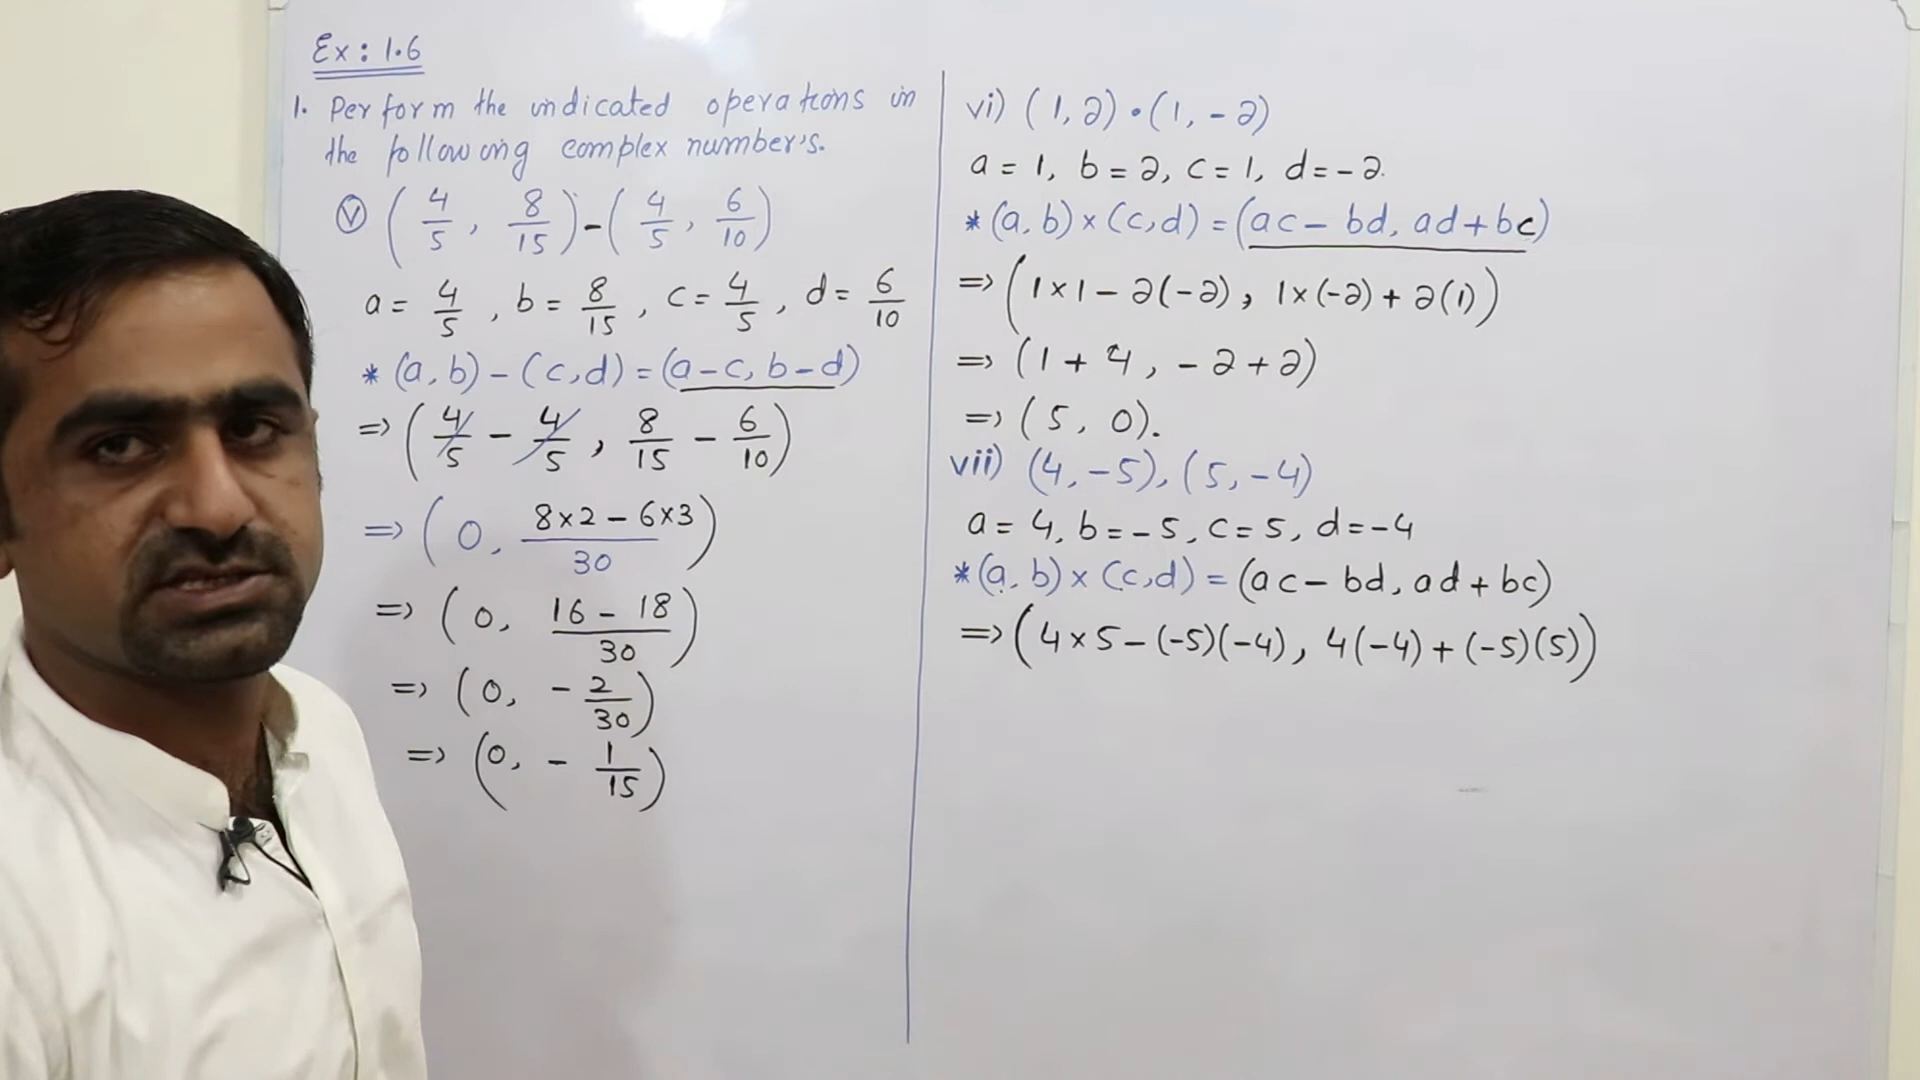 Ex: 1.6
1. Perform the indicated operations in
the following complex number's.
(V) (4/5, 8/15) - (4/5, 6/10)
a = 4/5, b = 8/15, c = 4/5, d = 6/10
* (a, b) - (c, d) = (a - c, b - d)
=> (4/5 - 4/5, 8/15 - 6/10)
=> (0, (8×2 - 6×3)/30)
=> (0, (16 - 18)/30)
=> (0, - 2/30)
=> (0, - 1/15)
vi) (1, 2) • (1, -2)
a = 1, b = 2, c = 1, d = -2.
* (a, b) × (c, d) = (ac - bd, ad + bc)
=> (1×1 - 2(-2), 1×(-2) + 2(1))
=> (1 + 4, -2 + 2)
=> (5, 0).
vii) (4, -5), (5, -4)
a = 4, b = -5, c = 5, d = -4
* (a, b) × (c, d) = (ac - bd, ad + bc)
=> (4×5 - (-5)(-4), 4(-4) + (-5)(5))